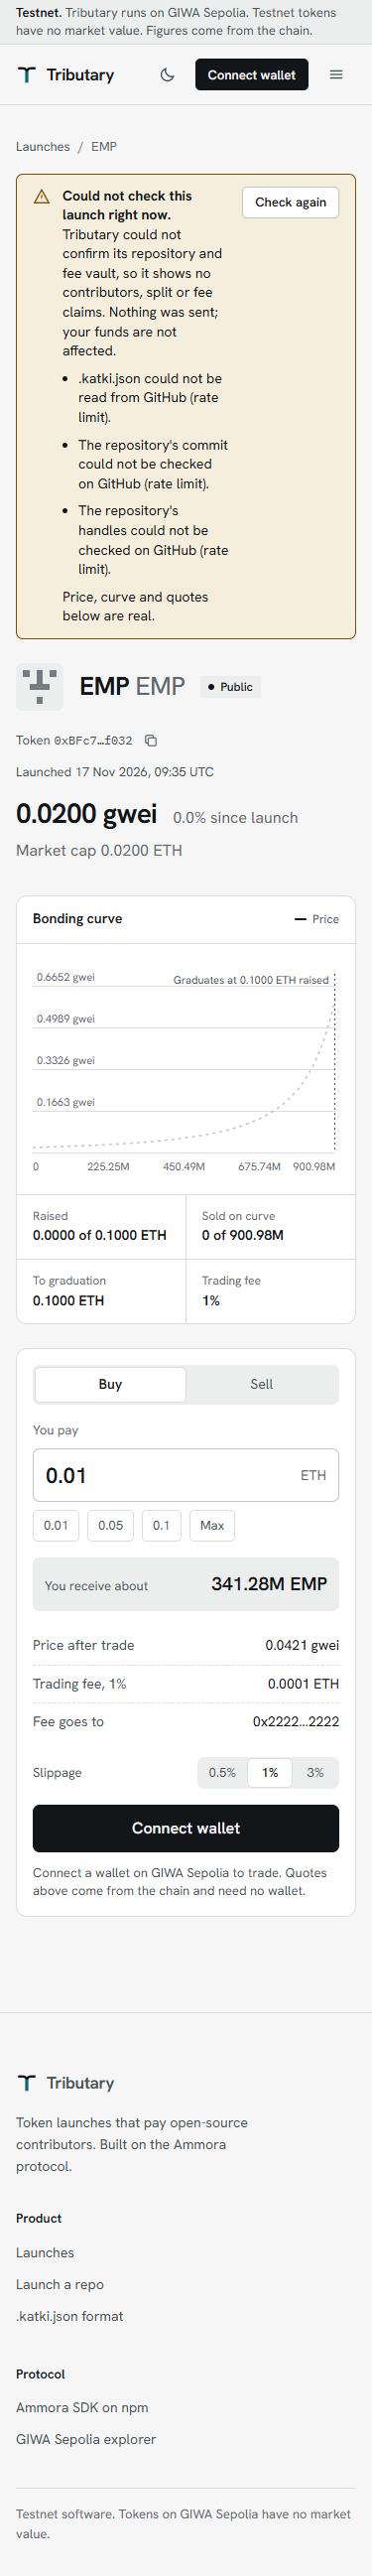 Testnet. Tributary runs on GIWA Sepolia. Testnet tokens
have no market value. Figures come from the chain.
Tributary
Connect wallet
Launches / EMP
Could not check this
launch right now.
Check again
Tributary could not
confirm its repository and
fee vault, so it shows no
contributors, split or fee
claims. Nothing was sent;
your funds are not
affected.
• .katki.json could not be
read from GitHub (rate
limit).
• The repository's commit
could not be checked
on GitHub (rate limit).
• The repository's
handles could not be
checked on GitHub (rate
limit).
Price, curve and quotes
below are real.
EMP EMP
Public
Token 0xBFc7…f032
Launched 17 Nov 2026, 09:35 UTC
0.0200 gwei 0.0% since launch
Market cap 0.0200 ETH
Bonding curve
Price
0.6652 gwei
Graduates at 0.1000 ETH raised
0.4989 gwei
0.3326 gwei
0.1663 gwei
0 225.25M 450.49M 675.74M 900.98M
Raised
0.0000 of 0.1000 ETH
Sold on curve
0 of 900.98M
To graduation
0.1000 ETH
Trading fee
1%
Buy Sell
You pay
0.01 ETH
0.01 0.05 0.1 Max
You receive about 341.28M EMP
Price after trade 0.0421 gwei
Trading fee, 1% 0.0001 ETH
Fee goes to 0x2222…2222
Slippage 0.5% 1% 3%
Connect wallet
Connect a wallet on GIWA Sepolia to trade. Quotes
above come from the chain and need no wallet.
Tributary
Token launches that pay open-source
contributors. Built on the Ammora
protocol.
Product
Launches
Launch a repo
.katki.json format
Protocol
Ammora SDK on npm
GIWA Sepolia explorer
Testnet software. Tokens on GIWA Sepolia have no market
value.